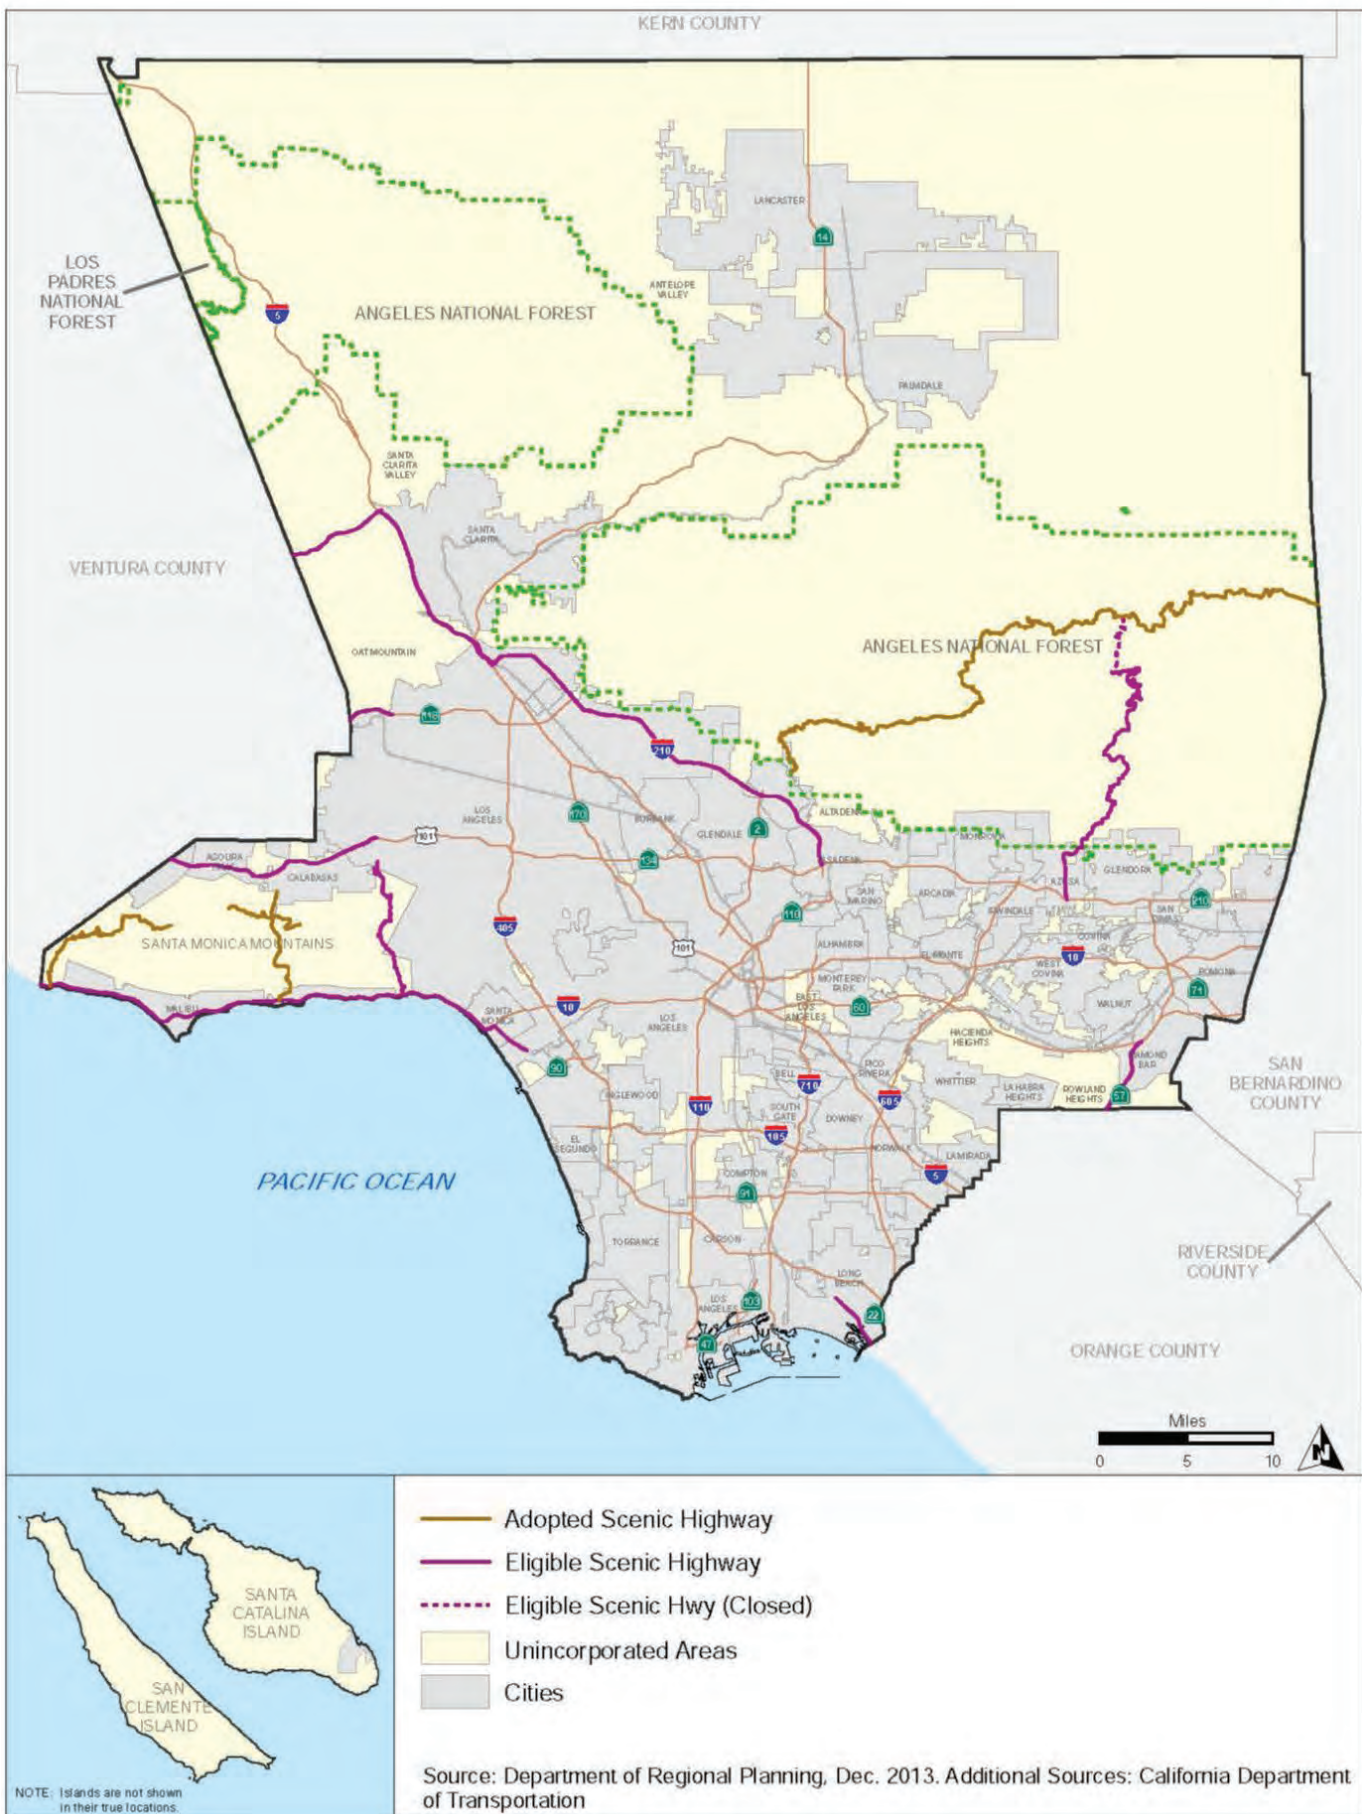 KERN COUNTY
LANCASTER
14
LOS
PADRES
NATIONAL
FOREST
ANTELOPE
VALLEY
ANGELES NATIONAL FOREST
5
PALMDALE
SANTA
CLARITA
VALLEY
SANTA
CLARITA
VENTURA COUNTY
OAT MOUNTAIN
ANGELES NATIONAL FOREST
118
210
LOS
ANGELES
170
BURBANK
GLENDALE
2
ALTADENA
MONROVIA
101
134
AGOURA
CALABASAS
GLENDORA
AZUSA
SAN
MARINO
ARCADIA
IRWINDALE
210
SAN
DIMAS
110
405
101
SANTA MONICA MOUNTAINS
ALHAMBRA
EL MONTE
COVINA
10
WEST
COVINA
POMONA
MONTEREY
PARK
71
MALIBU
SANTA
MONICA
10
LOS
ANGELES
EAST
LOS
ANGELES
60
WALNUT
HACIENDA
HEIGHTS
90
BELL
PICO
RIVERA
AMOND
BAR
SAN
BERNARDINO
COUNTY
INGLEWOOD
110
710
605
WHITTIER
LA HABRA
HEIGHTS
ROWLAND
HEIGHTS
57
SOUTH
GATE
DOWNEY
EL
SEGUNDO
105
NORWALK
LA MIRADA
PACIFIC OCEAN
COMPTON
91
5
TORRANCE
CARSON
RIVERSIDE
COUNTY
LONG
BEACH
LOS
ANGELES
103
22
47
ORANGE COUNTY
Miles
0 5 10
N
SANTA
CATALINA
ISLAND
SAN
CLEMENTE
ISLAND
NOTE: Islands are not shown
in their true locations.
Adopted Scenic Highway
Eligible Scenic Highway
Eligible Scenic Hwy (Closed)
Unincorporated Areas
Cities
Source: Department of Regional Planning, Dec. 2013. Additional Sources: California Department
of Transportation